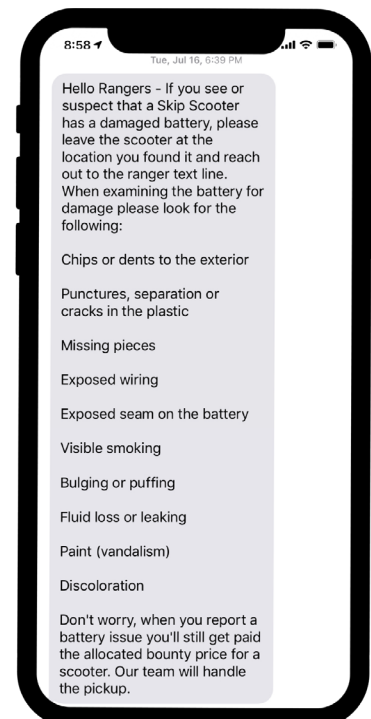 8:58
Tue, Jul 16, 6:39 PM
Hello Rangers - If you see or
suspect that a Skip Scooter
has a damaged battery, please
leave the scooter at the
location you found it and reach
out to the ranger text line.
When examining the battery for
damage please look for the
following:
Chips or dents to the exterior
Punctures, separation or
cracks in the plastic
Missing pieces
Exposed wiring
Exposed seam on the battery
Visible smoking
Bulging or puffing
Fluid loss or leaking
Paint (vandalism)
Discoloration
Don't worry, when you report a
battery issue you'll still get paid
the allocated bounty price for a
scooter. Our team will handle
the pickup.